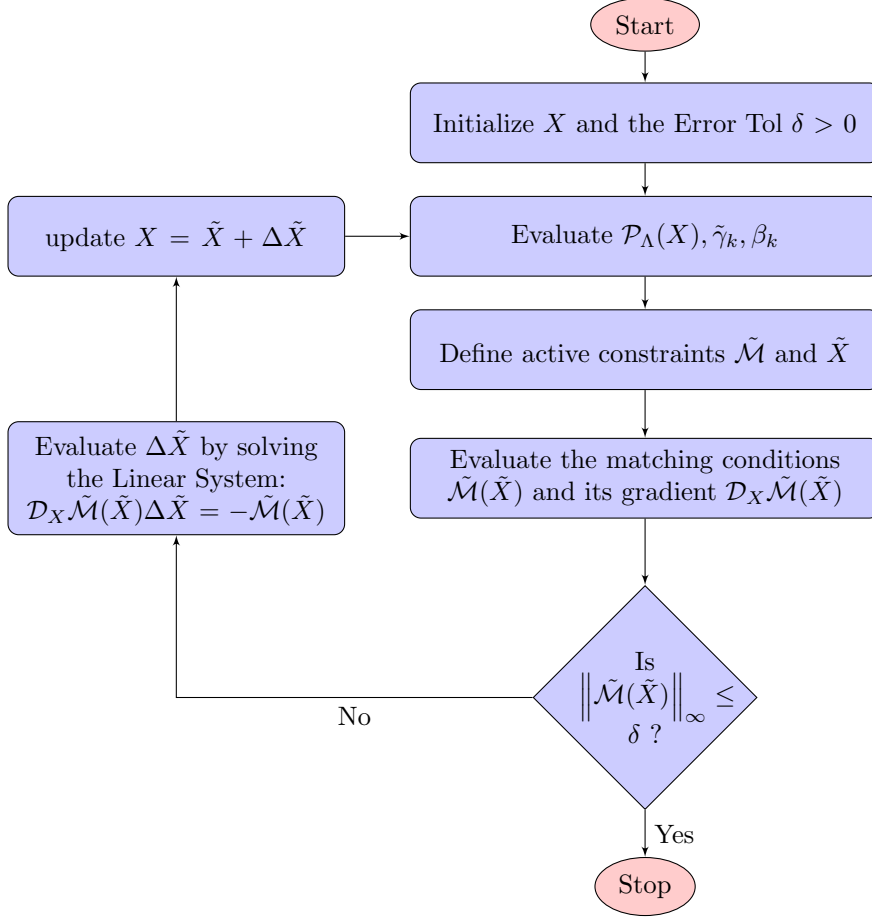 Start
Initialize X and the Error Tol δ > 0
Evaluate 𝒫_Λ(X), γ̃_k, β_k
update X = X̃ + ΔX̃
Define active constraints ℳ̃ and X̃
Evaluate the matching conditions
ℳ̃(X̃) and its gradient 𝒟_X ℳ̃(X̃)
Evaluate ΔX̃ by solving
the Linear System:
𝒟_X ℳ̃(X̃)ΔX̃ = −ℳ̃(X̃)
Is
‖ℳ̃(X̃)‖_∞ ≤
δ ?
No
Yes
Stop